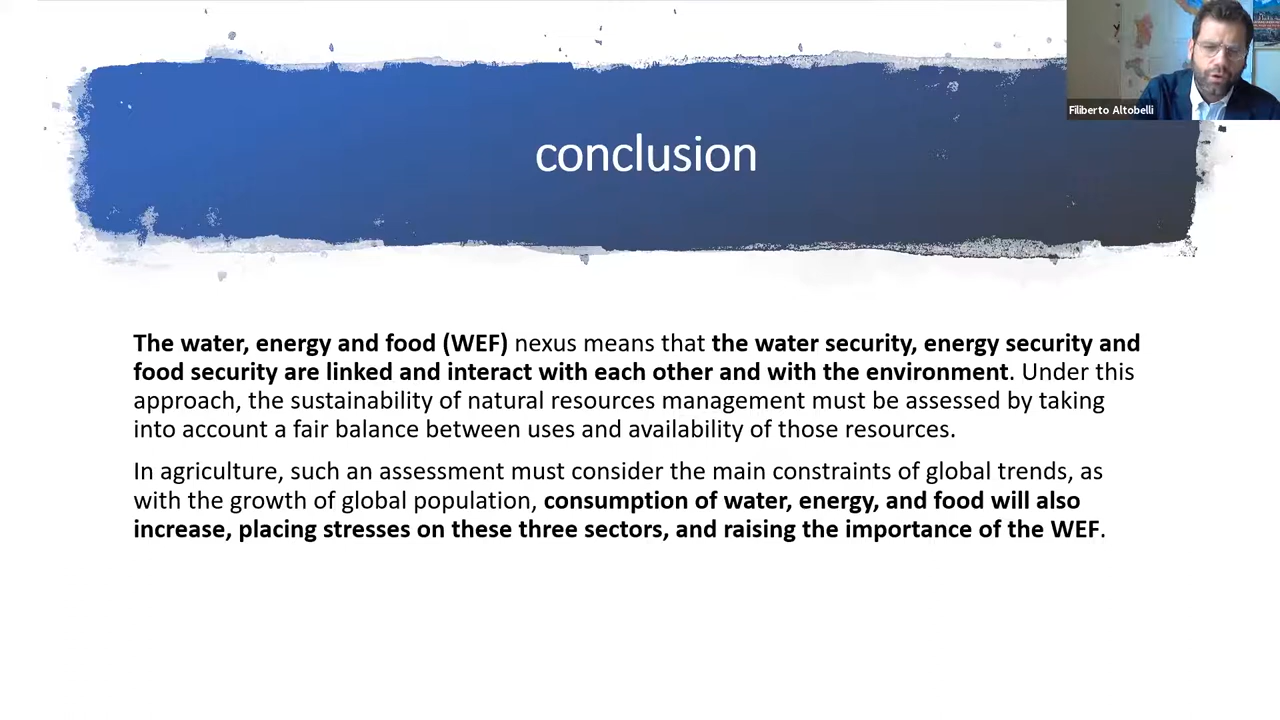 Filiberto Altobelli
conclusion
The water, energy and food (WEF) nexus means that the water security, energy security and
food security are linked and interact with each other and with the environment. Under this
approach, the sustainability of natural resources management must be assessed by taking
into account a fair balance between uses and availability of those resources.
In agriculture, such an assessment must consider the main constraints of global trends, as
with the growth of global population, consumption of water, energy, and food will also
increase, placing stresses on these three sectors, and raising the importance of the WEF.